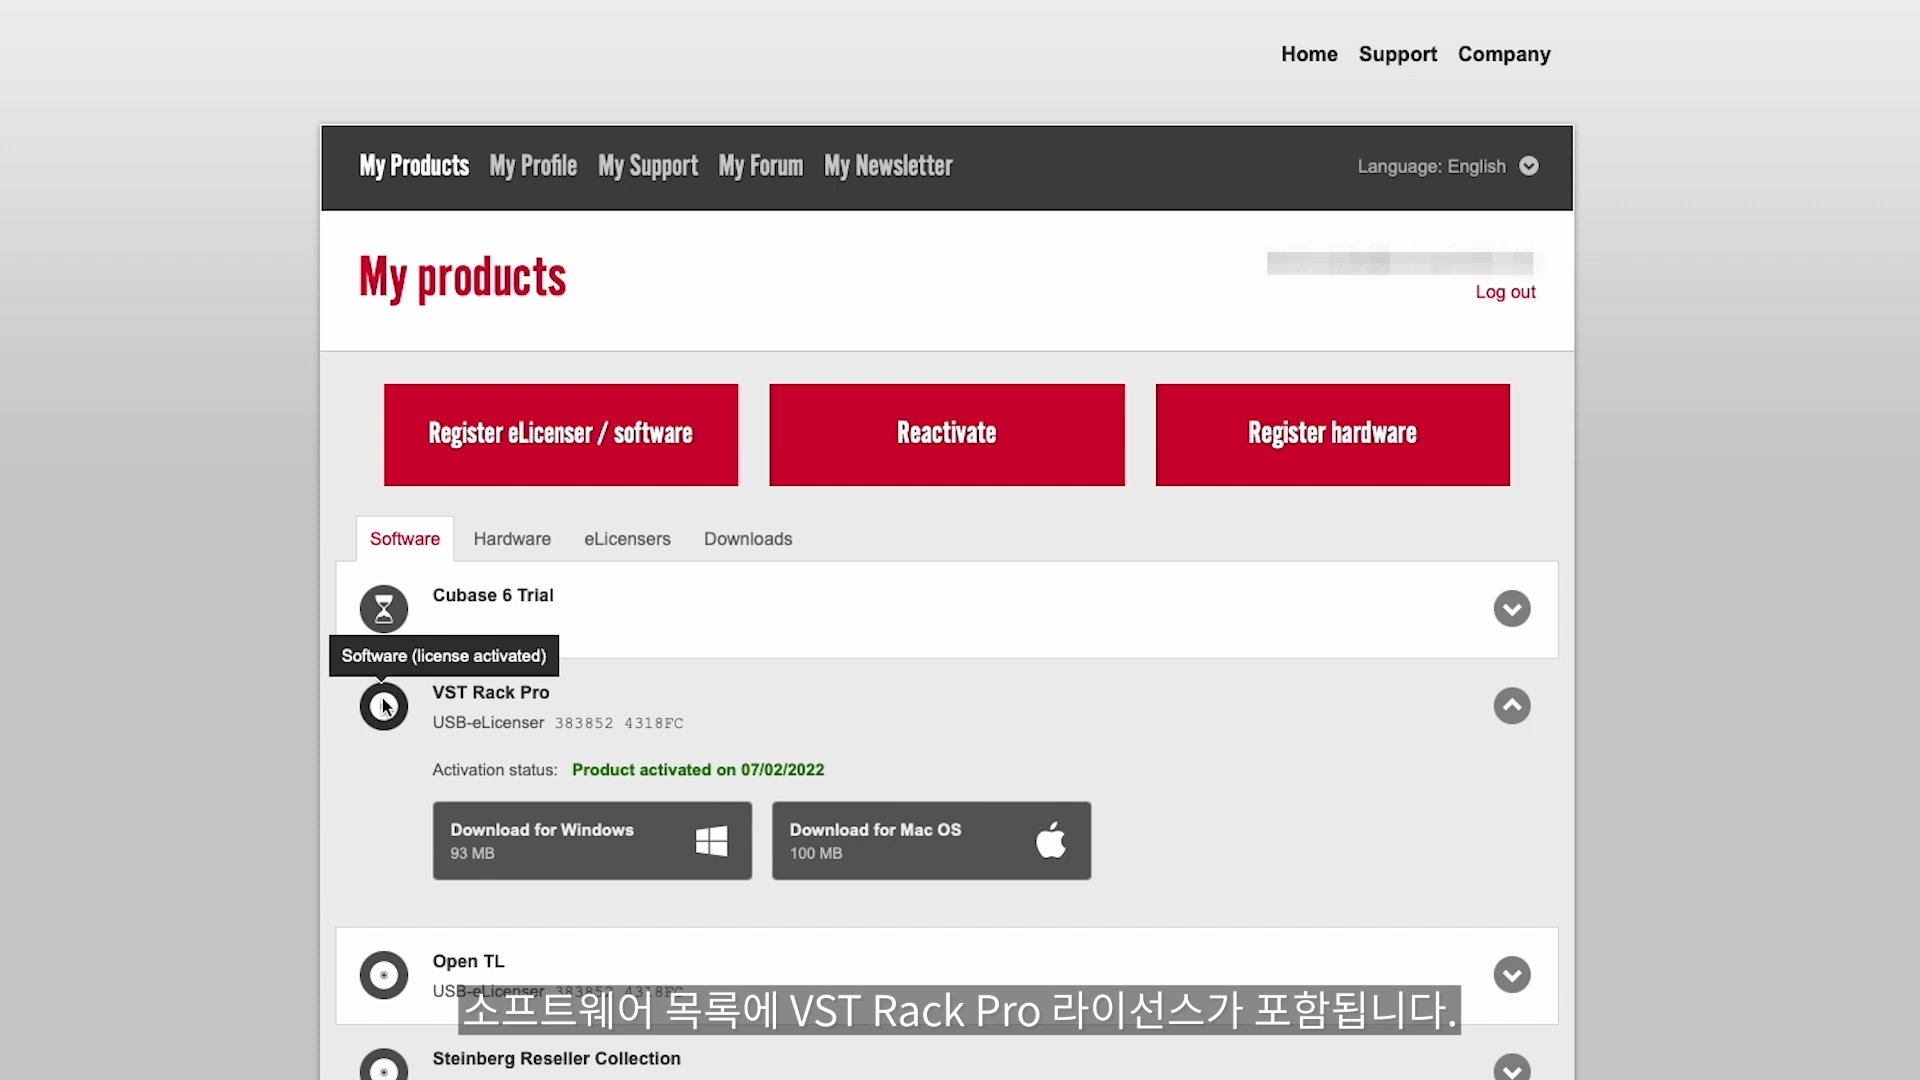 Home Support Company
My Products My Profile My Support My Forum My Newsletter Language: English
My products
Log out
Register eLicenser / software Reactivate Register hardware
Software Hardware eLicensers Downloads
Cubase 6 Trial
Software (license activated)
VST Rack Pro
USB-eLicenser 383852 4318FC
Activation status: Product activated on 07/02/2022
Download for Windows
93 MB
Download for Mac OS
100 MB
Open TL
USB-eLicenser 383852 4318FC
소프트웨어 목록에 VST Rack Pro 라이선스가 포함됩니다.
Steinberg Reseller Collection